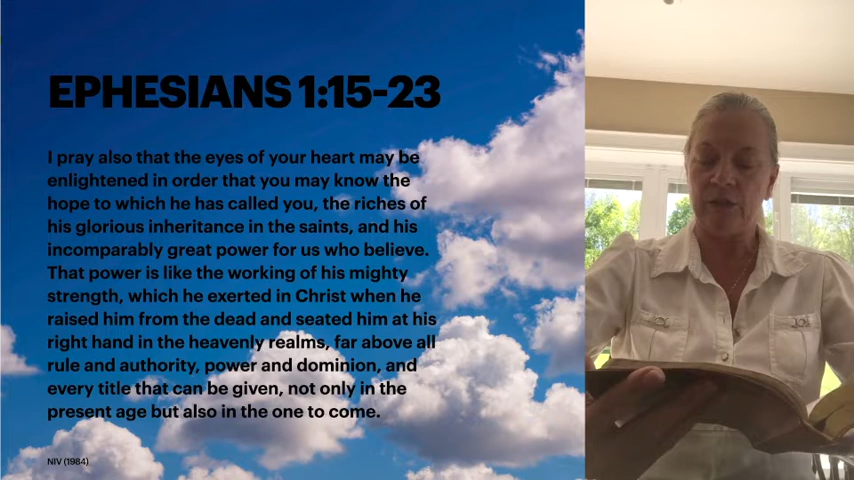 EPHESIANS 1:15-23
I pray also that the eyes of your heart may be
enlightened in order that you may know the
hope to which he has called you, the riches of
his glorious inheritance in the saints, and his
incomparably great power for us who believe.
That power is like the working of his mighty
strength, which he exerted in Christ when he
raised him from the dead and seated him at his
right hand in the heavenly realms, far above all
rule and authority, power and dominion, and
every title that can be given, not only in the
present age but also in the one to come.
NIV (1984)